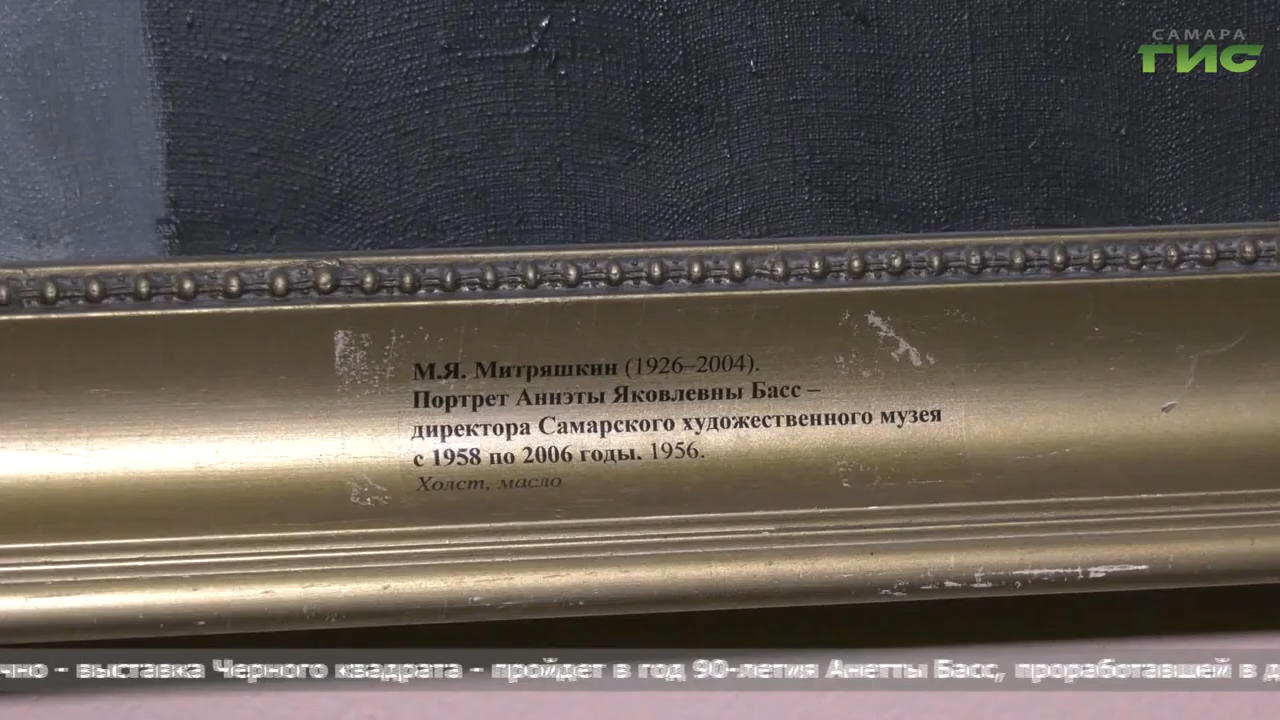 САМАРА
ГИС
М.Я. Митряшкин (1926–2004).
Портрет Аннэты Яковлевны Басс –
директора Самарского художественного музея
с 1958 по 2006 годы. 1956.
Холст, масло
чно – выставка Черного квадрата – пройдет в год 90-летия Анетты Басс, проработавшей в д